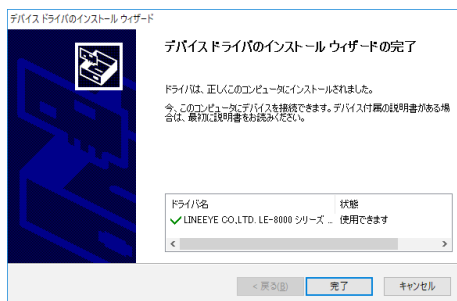 デバイス ドライバのインストール ウィザード
デバイス ドライバのインストール ウィザードの完了
ドライバは、正しくこのコンピュータにインストールされました。
今、このコンピュータにデバイスを接続できます。デバイス付属の説明書がある場
合は、最初に説明書をお読みください。
ドライバ名 状態
LINEEYE CO.,LTD. LE-8000 シリーズ ... 使用できます
< 戻る(B) 完了 キャンセル